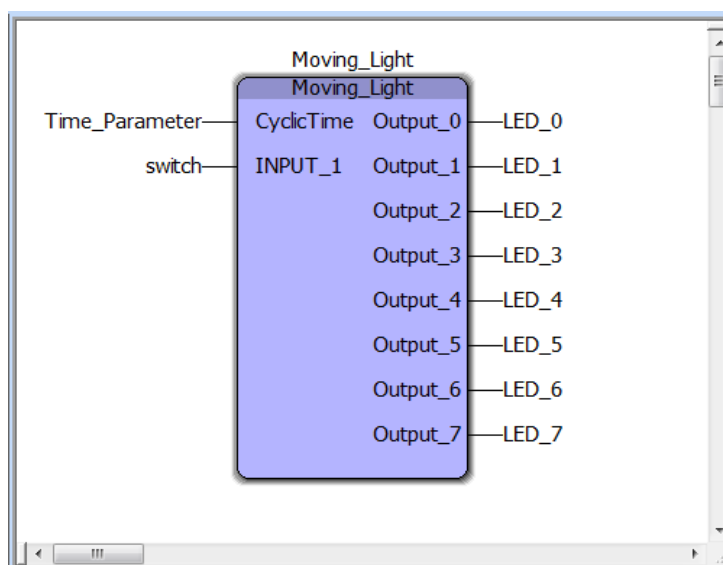 Moving_Light
Moving_Light
Time_Parameter CyclicTime Output_0 LED_0
switch INPUT_1 Output_1 LED_1
Output_2 LED_2
Output_3 LED_3
Output_4 LED_4
Output_5 LED_5
Output_6 LED_6
Output_7 LED_7